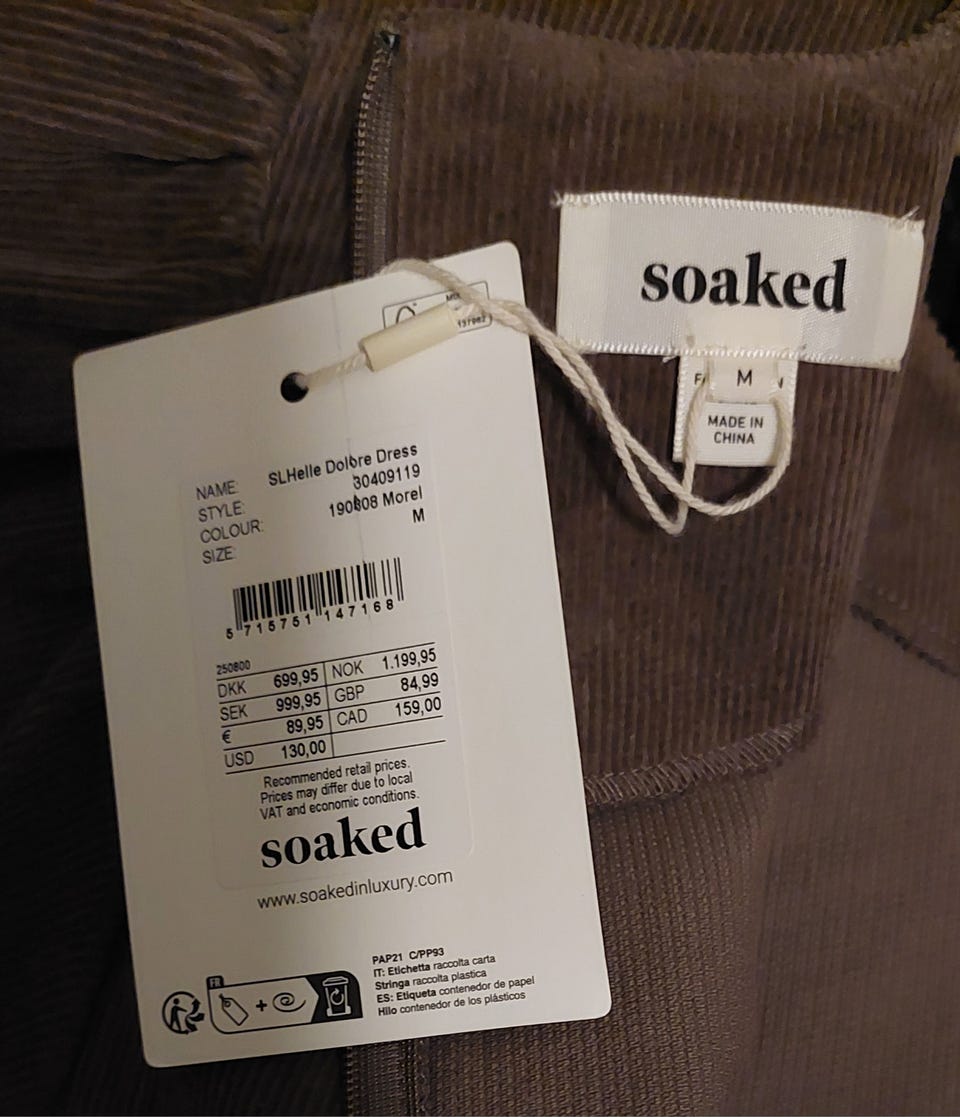 soaked
M
MADE IN
CHINA
NAME: SLHelle Dolore Dress
STYLE: 30409119
COLOUR: 190808 Morel
SIZE: M
5 715751 147168
250800
DKK 699,95 NOK 1.199,95
SEK 999,95 GBP 84,99
€ 89,95 CAD 159,00
USD 130,00
Recommended retail prices.
Prices may differ due to local
VAT and economic conditions.
soaked
www.soakedinluxury.com
FR
PAP21 C/PP93
IT: Etichetta raccolta carta
Stringa raccolta plastica
ES: Etiqueta contenedor de papel
Hilo contenedor de los plásticos